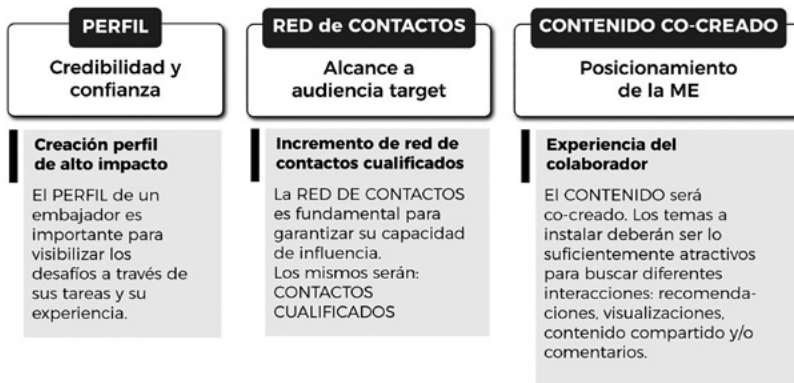 PERFIL
Credibilidad y
confianza
Creación perfil
de alto impacto
El PERFIL de un
embajador es
importante para
visibilizar los
desafíos a través de
sus tareas y su
experiencia.
RED de CONTACTOS
Alcance a
audiencia target
Incremento de red de
contactos cualificados
La RED DE CONTACTOS
es fundamental para
garantizar su capacidad
de influencia.
Los mismos serán:
CONTACTOS
CUALIFICADOS
CONTENIDO CO-CREADO
Posicionamiento
de la ME
Experiencia del
colaborador
El CONTENIDO será
co-creado. Los temas a
instalar deberán ser lo
suficientemente atractivos
para buscar diferentes
interacciones: recomenda-
ciones, visualizaciones,
contenido compartido y/o
comentarios.